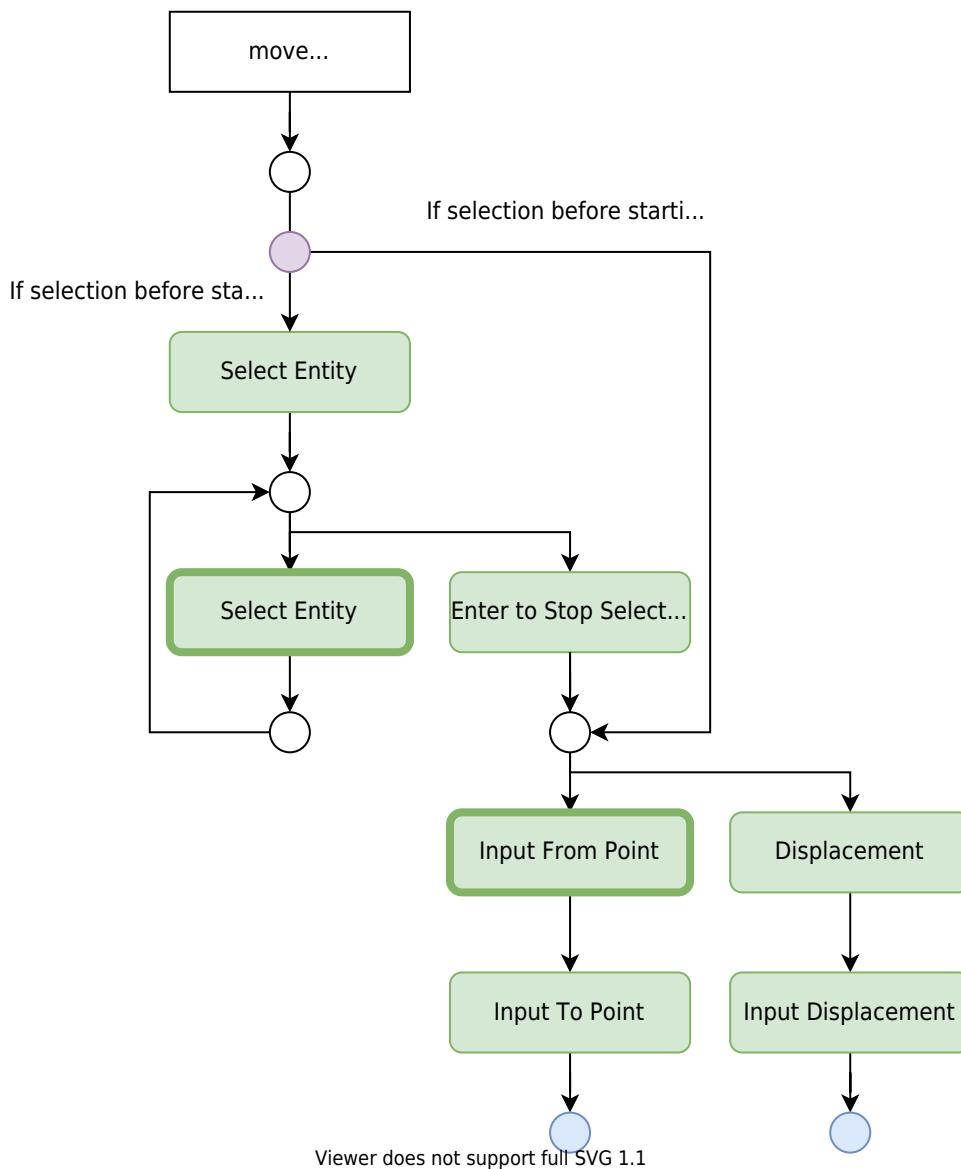 move...
If selection before starti...
If selection before sta...
Select Entity
Select Entity
Enter to Stop Select...
Input From Point
Displacement
Input To Point
Input Displacement
Viewer does not support full SVG 1.1